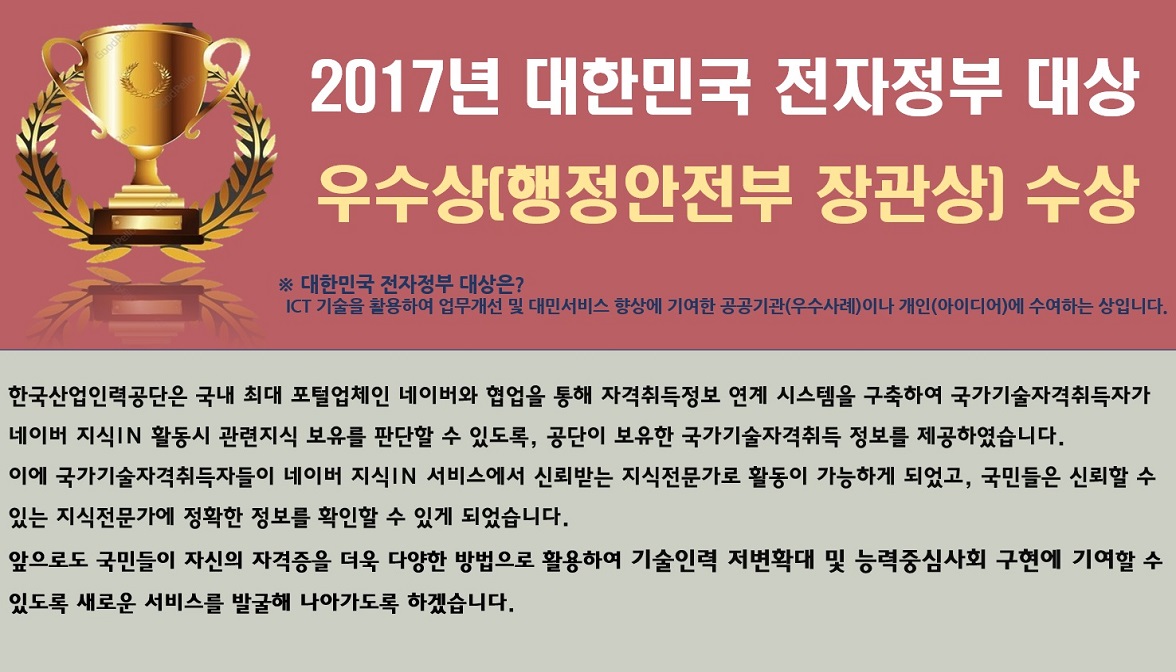 2017년 대한민국 전자정부 대상
우수상(행정안전부 장관상) 수상
※ 대한민국 전자정부 대상은?
ICT 기술을 활용하여 업무개선 및 대민서비스 향상에 기여한 공공기관(우수사례)이나 개인(아이디어)에 수여하는 상입니다.
한국산업인력공단은 국내 최대 포털업체인 네이버와 협업을 통해 자격취득정보 연계 시스템을 구축하여 국가기술자격취득자가
네이버 지식IN 활동시 관련지식 보유를 판단할 수 있도록, 공단이 보유한 국가기술자격취득 정보를 제공하였습니다.
이에 국가기술자격취득자들이 네이버 지식IN 서비스에서 신뢰받는 지식전문가로 활동이 가능하게 되었고, 국민들은 신뢰할 수
있는 지식전문가에 정확한 정보를 확인할 수 있게 되었습니다.
앞으로도 국민들이 자신의 자격증을 더욱 다양한 방법으로 활용하여 기술인력 저변확대 및 능력중심사회 구현에 기여할 수
있도록 새로운 서비스를 발굴해 나아가도록 하겠습니다.